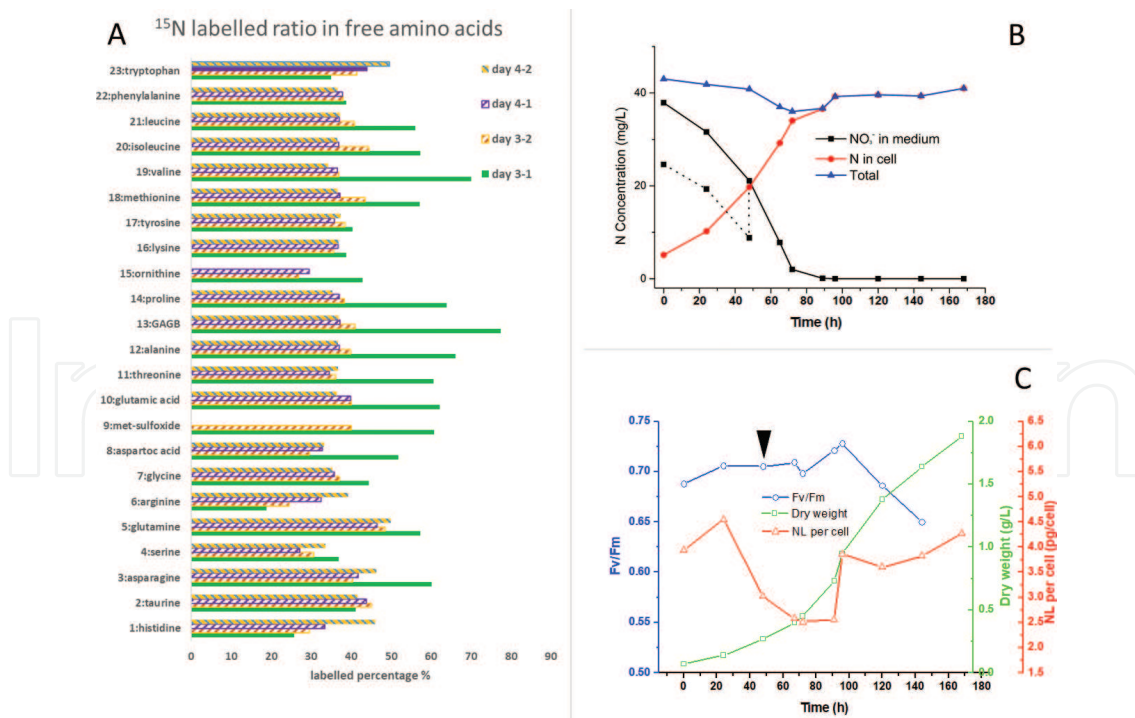 A
¹⁵N labelled ratio in free amino acids
day 4-2
day 4-1
day 3-2
day 3-1
23:tryptophan
22:phenylalanine
21:leucine
20:isoleucine
19:valine
18:methionine
17:tyrosine
16:lysine
15:ornithine
14:proline
13:GAGB
12:alanine
11:threonine
10:glutamic acid
9:met-sulfoxide
8:aspartoc acid
7:glycine
6:arginine
5:glutamine
4:serine
3:asparagine
2:taurine
1:histidine
0 10 20 30 40 50 60 70 80 90
labelled percentage %
B
N Concentration (mg/L)
40
20
0
NO₃⁻ in medium
N in cell
Total
0 20 40 60 80 100 120 140 160 180
Time (h)
C
Fv/Fm
0.75
0.70
0.65
0.60
0.55
0.50
Fv/Fm
Dry weight
NL per cell
2.0
1.5
1.0
0.5
0.0
Dry weight (g/L)
6.5
6.0
5.5
5.0
4.5
4.0
3.5
3.0
2.5
2.0
1.5
NL per cell (pg/cell)
0 20 40 60 80 100 120 140 160 180
Time (h)